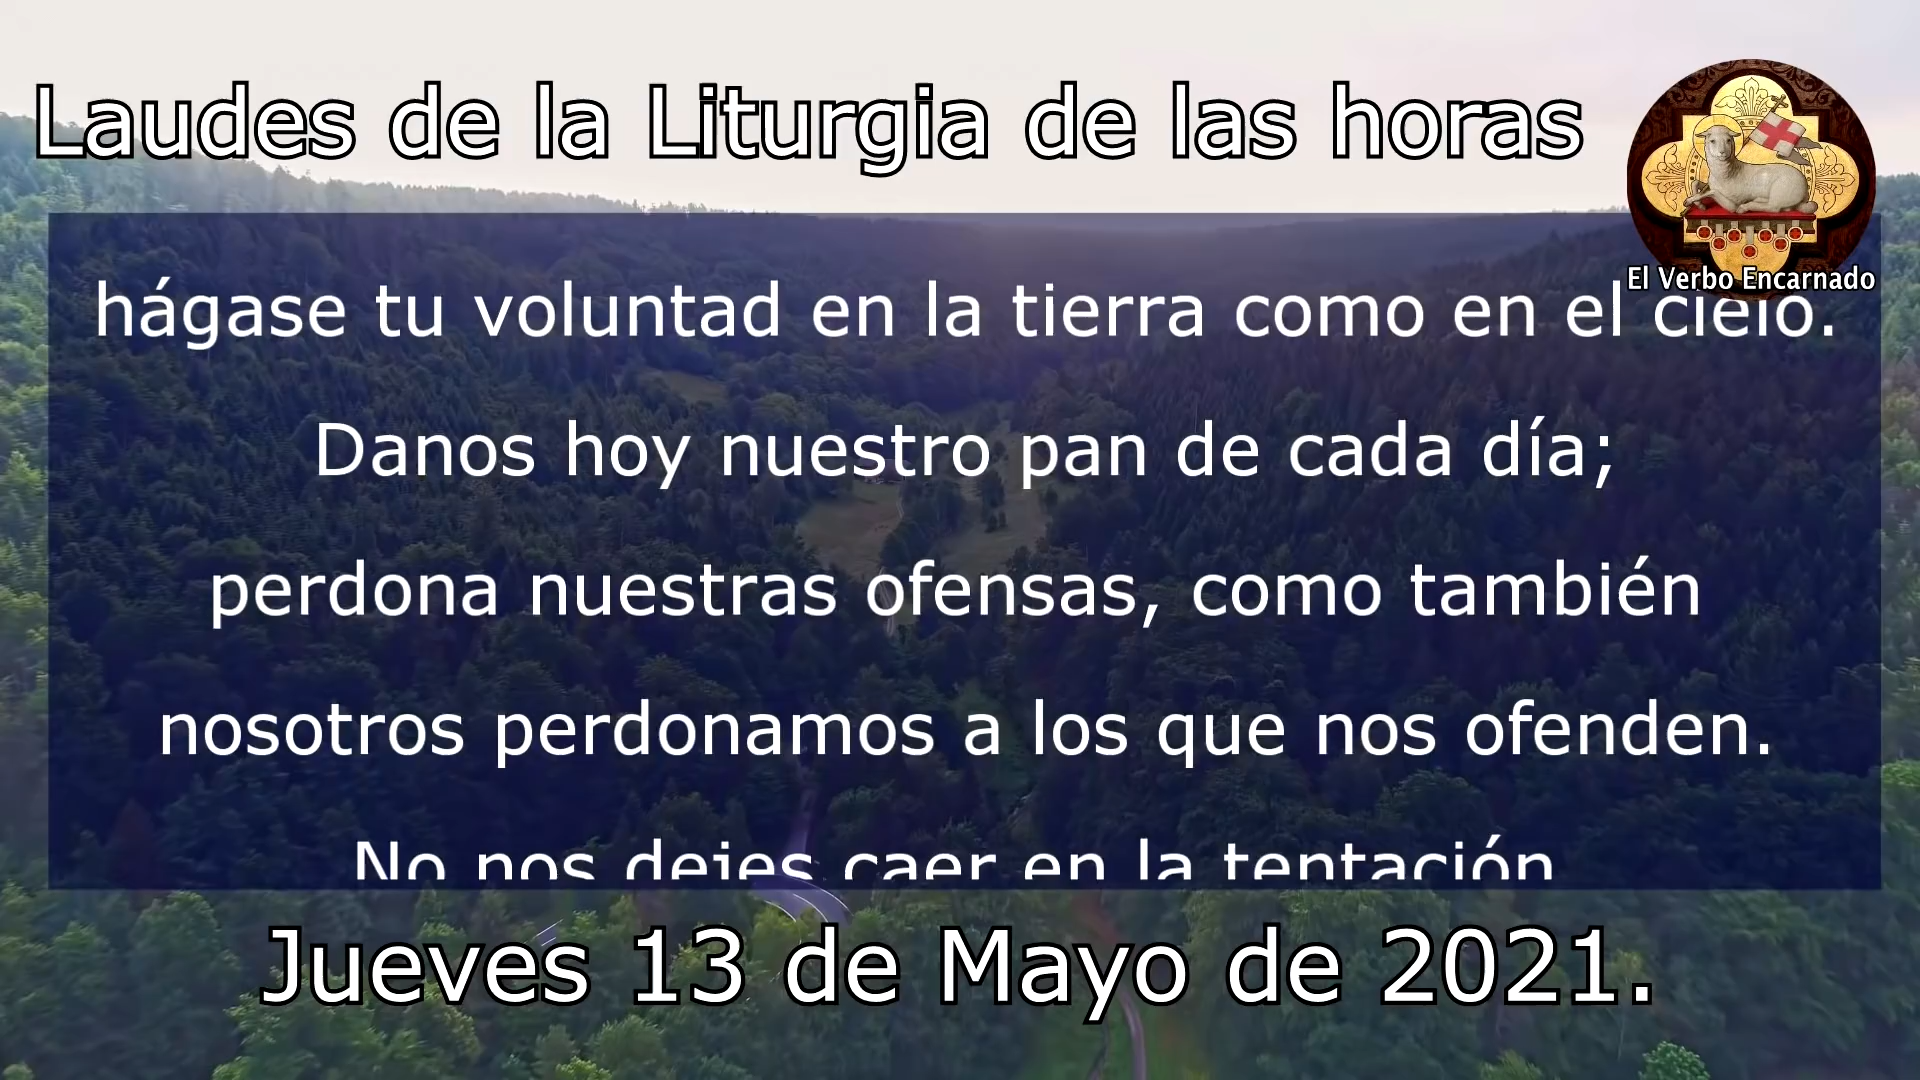 Laudes de la Liturgia de las horas
El Verbo Encarnado
hágase tu voluntad en la tierra como en el cielo.
Danos hoy nuestro pan de cada día;
perdona nuestras ofensas, como también
nosotros perdonamos a los que nos ofenden.
No nos dejes caer en la tentación
Jueves 13 de Mayo de 2021.